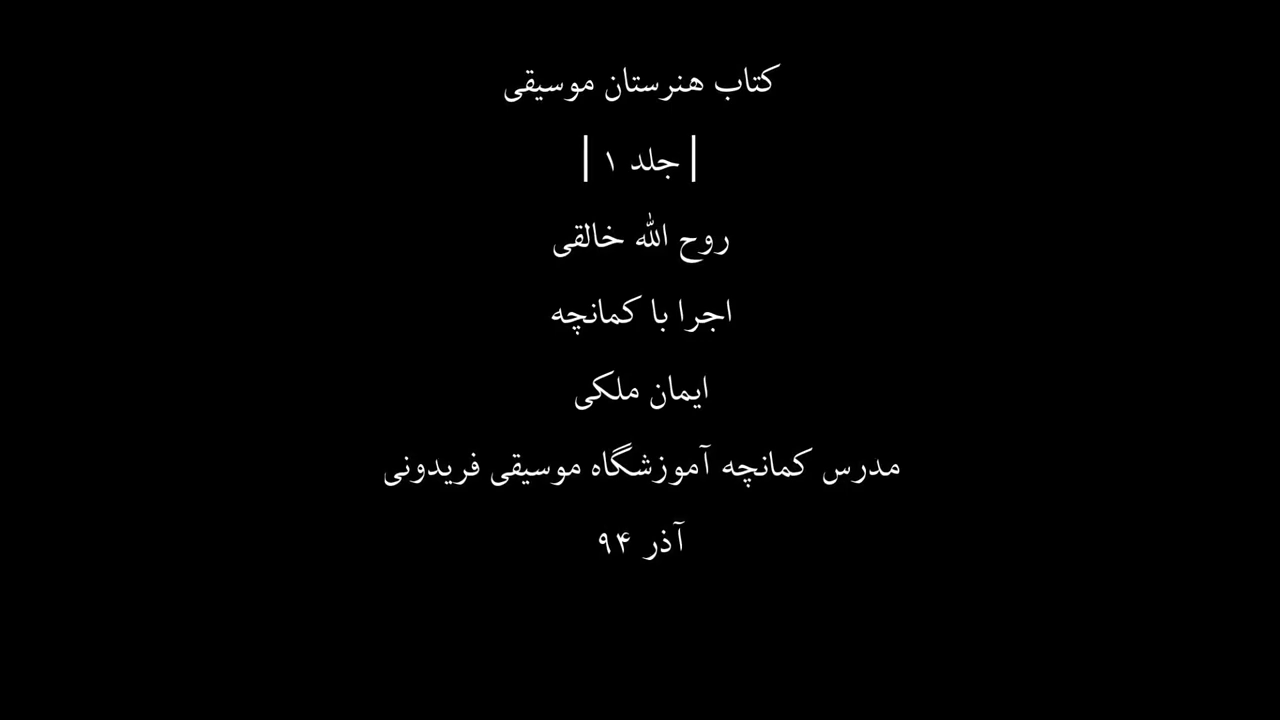 کتاب هنرستان موسیقی
| جلد ۱ |
روح الله خالقی
اجرا با کمانچه
ایمان ملکی
مدرس کمانچه آموزشگاه موسیقی فریدونی
آذر ۹۴